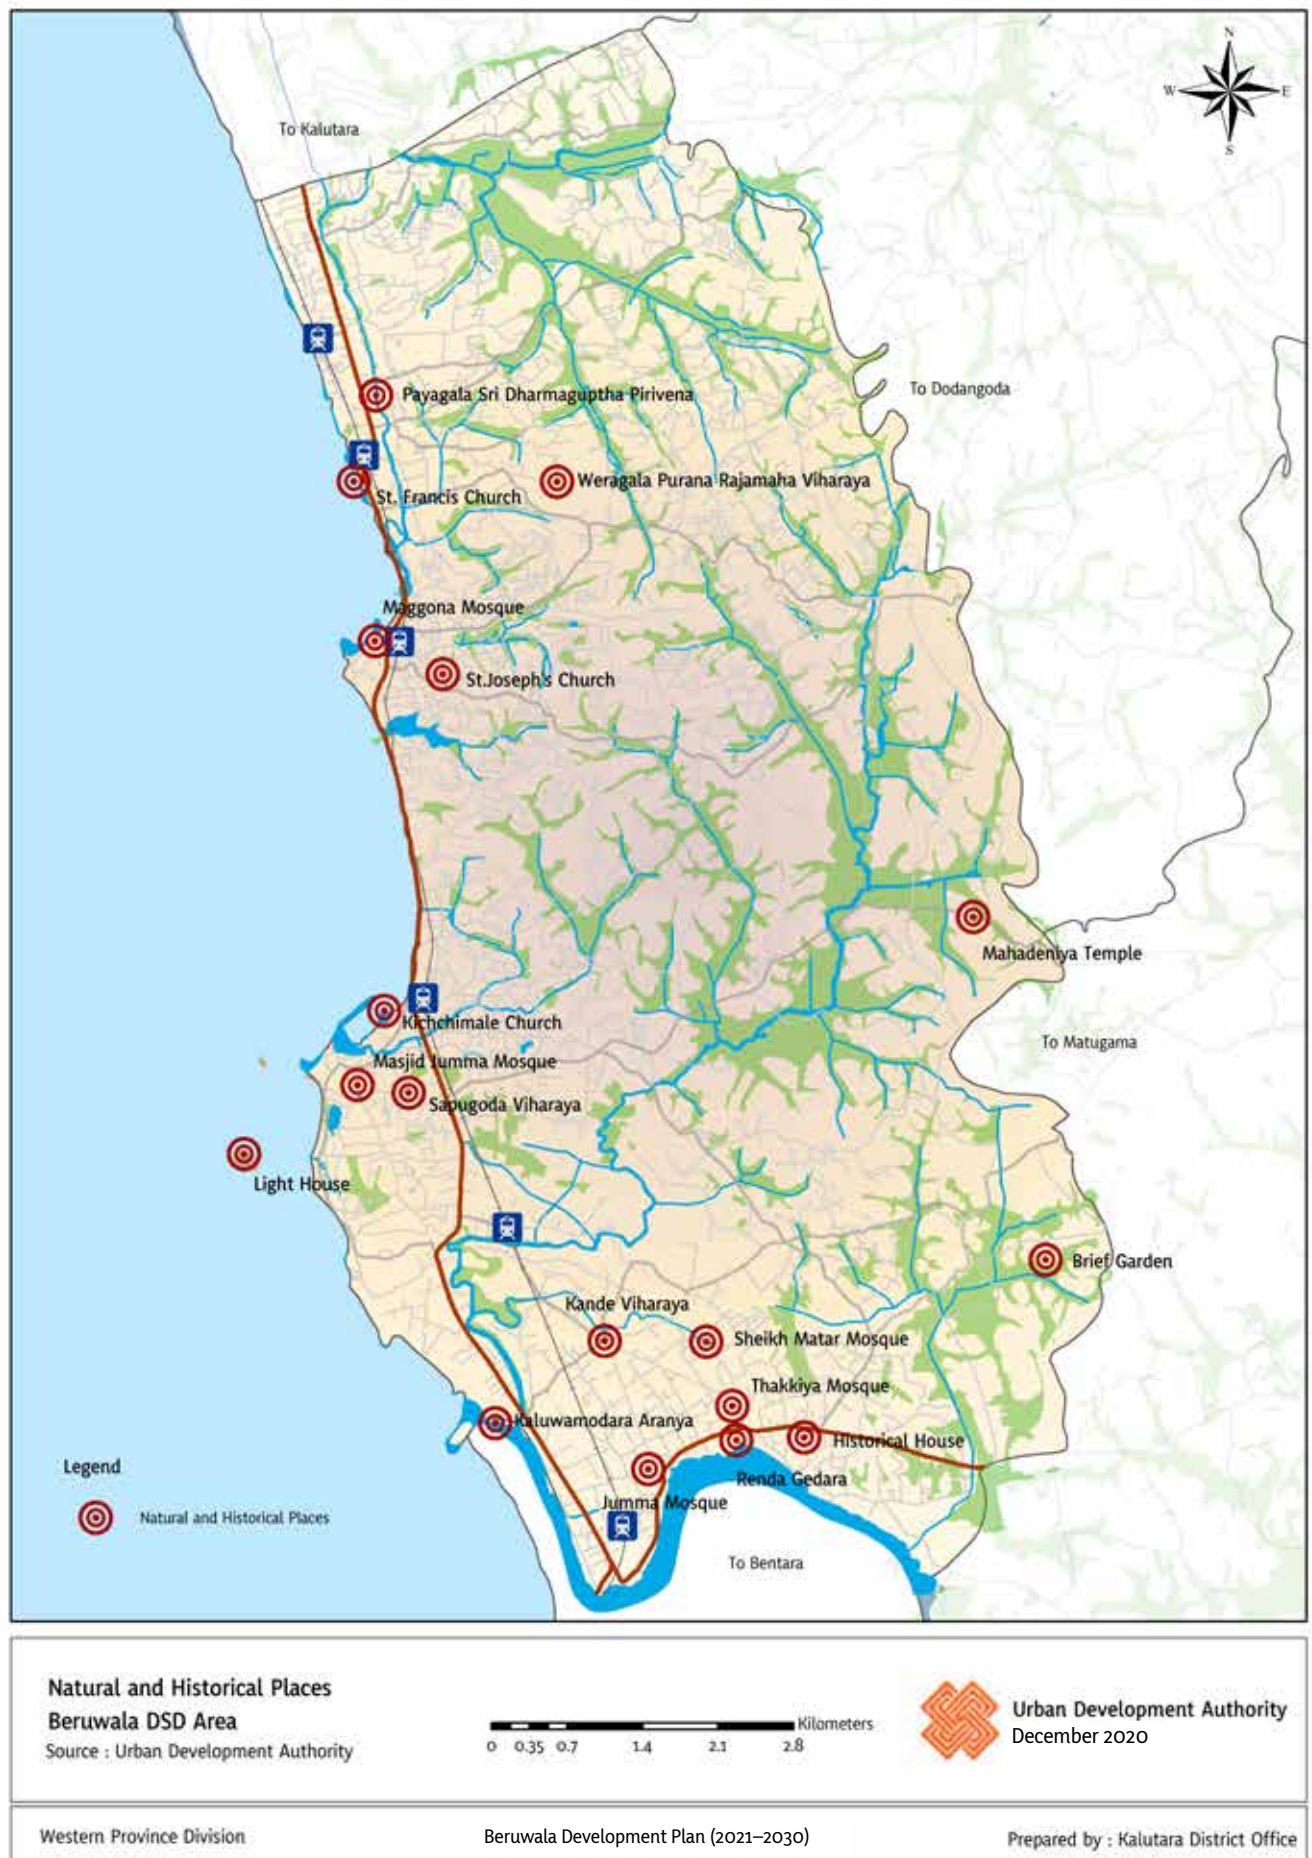 N
W
E
S
To Kalutara
Payagala Sri Dharmaguptha Pirivena
To Dodangoda
Weragala Purana Rajamaha Viharaya
St. Francis Church
Maggona Mosque
St.Joseph's Church
Mahadeniya Temple
Kichchimale Church
To Matugama
Masjid Jumma Mosque
Sapugoda Viharaya
Light House
Brief Garden
Kande Viharaya
Sheikh Matar Mosque
Thakkiya Mosque
Kaluwamodara Aranya
Historical House
Renda Gedara
Jumma Mosque
To Bentara
Legend
Natural and Historical Places
Natural and Historical Places
Beruwala DSD Area
Source : Urban Development Authority
Kilometers
0 0.35 0.7 1.4 2.1 2.8
Urban Development Authority
December 2020
Western Province Division
Beruwala Development Plan (2021–2030)
Prepared by : Kalutara District Office